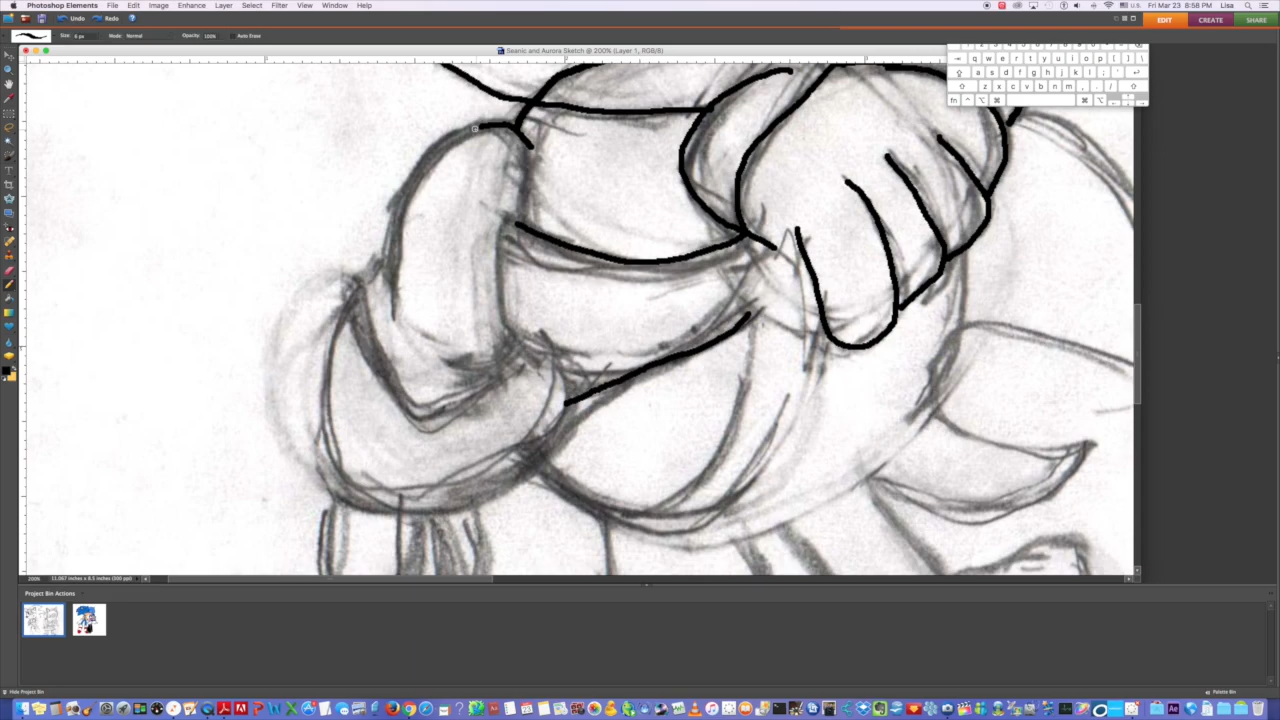 Photoshop Elements File Edit Image Enhance Layer Select Filter View Window Help U.S. Fri Mar 23 8:58 PM Lisa
Undo Redo EDIT CREATE SHARE
Size: 6 px Mode: Normal Opacity: 100% Auto Erase
Seanic and Aurora Sketch @ 200% (Layer 1, RGB/8)
q w e r t y u i o p [ ] \
a s d f g h j k l ; '
z x c v b n m , . /
fn
200% 11.667 inches x 8.5 inches (300 ppi)
Project Bin Actions
Hide Project Bin Palette Bin